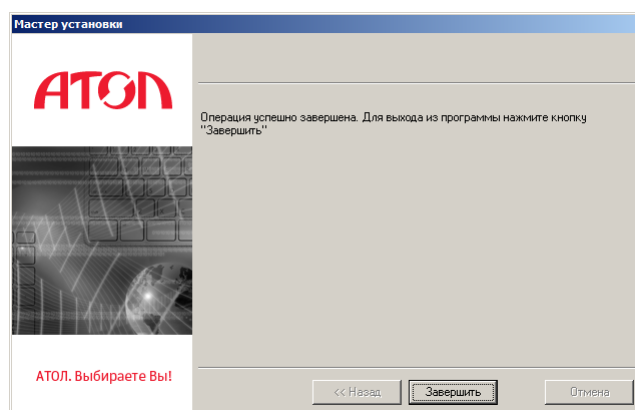 Мастер установки
АТОЛ
Операция успешно завершена. Для выхода из программы нажмите кнопку
"Завершить"
АТОЛ. Выбираете Вы!
<< Назад
Завершить
Отмена